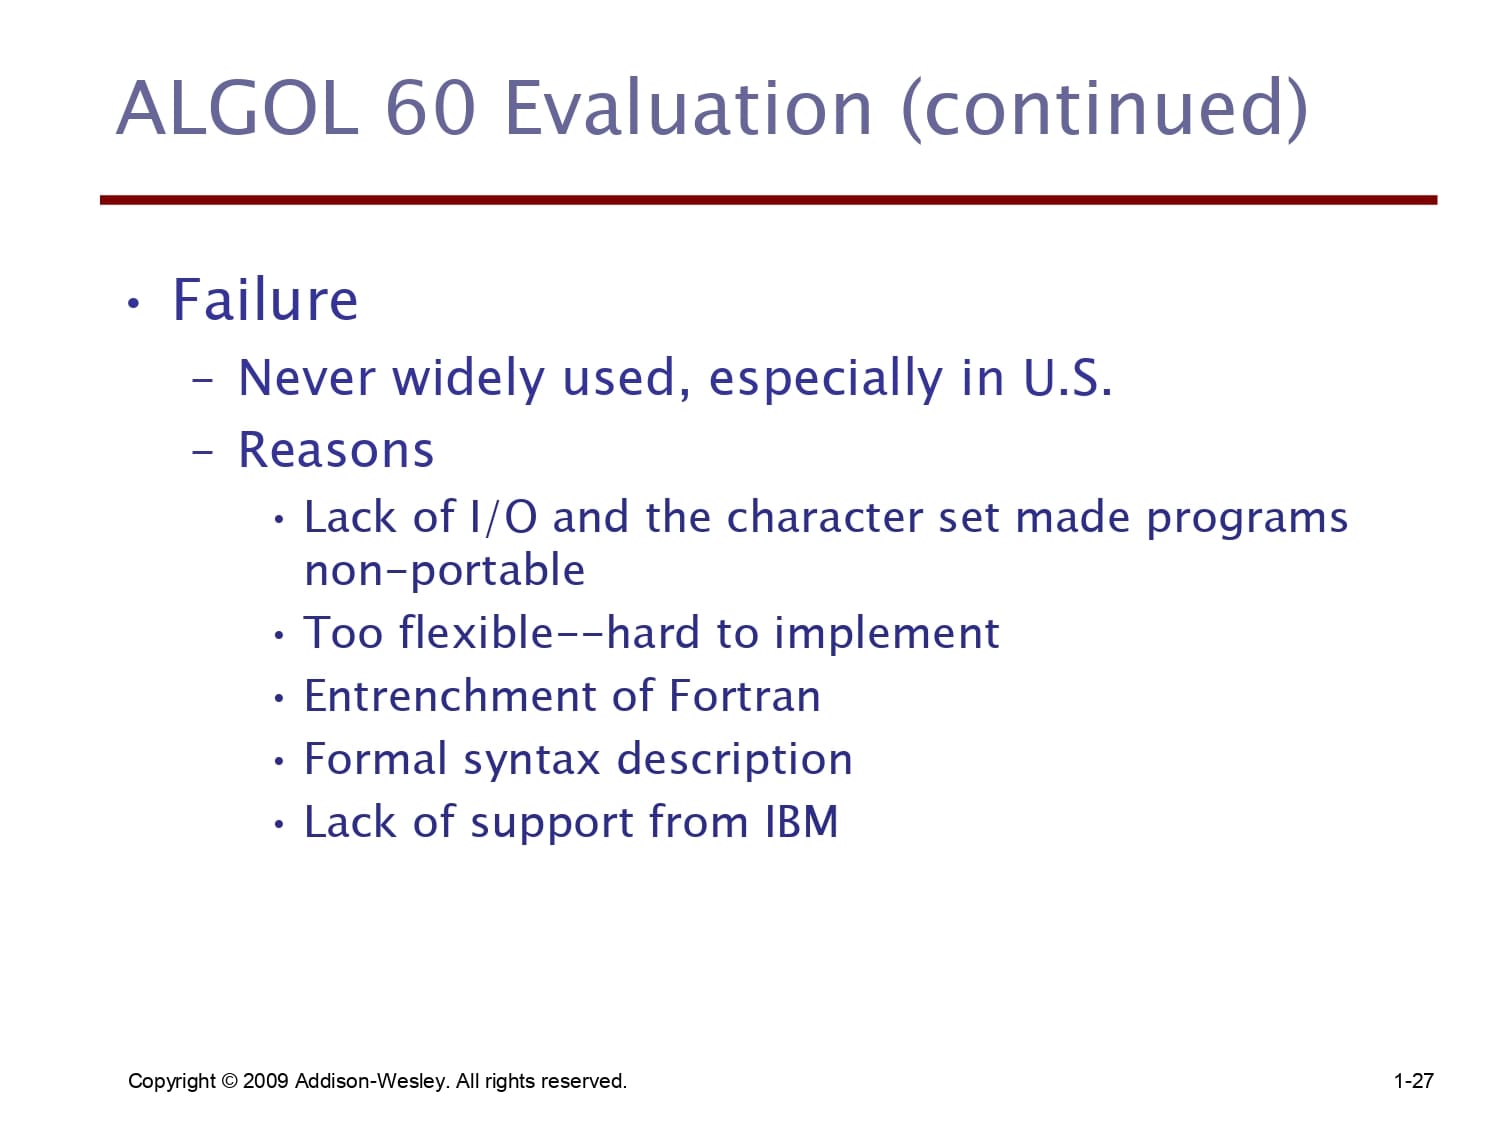 ALGOL 60 Evaluation (continued)
• Failure
– Never widely used, especially in U.S.
– Reasons
• Lack of I/O and the character set made programs
non-portable
• Too flexible--hard to implement
• Entrenchment of Fortran
• Formal syntax description
• Lack of support from IBM
Copyright © 2009 Addison-Wesley. All rights reserved.
1-27